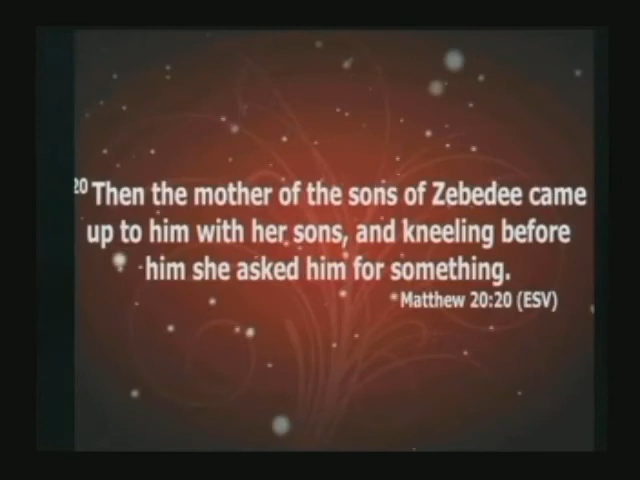 20 Then the mother of the sons of Zebedee came
up to him with her sons, and kneeling before
him she asked him for something.
Matthew 20:20 (ESV)